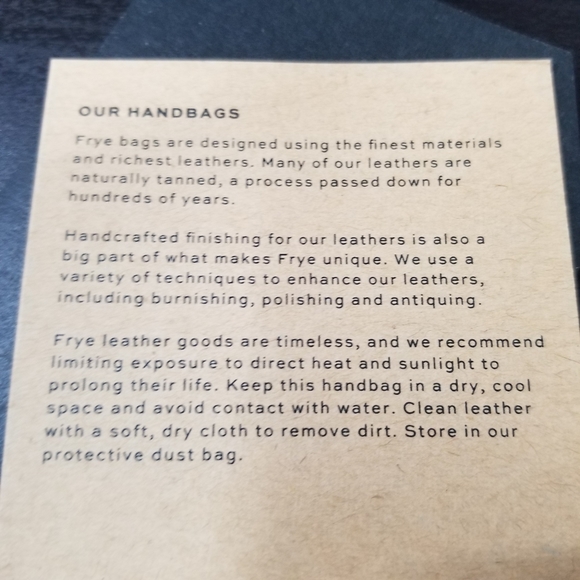 OUR HANDBAGS
Frye bags are designed using the finest materials
and richest leathers. Many of our leathers are
naturally tanned, a process passed down for
hundreds of years.
Handcrafted finishing for our leathers is also a
big part of what makes Frye unique. We use a
variety of techniques to enhance our leathers,
including burnishing, polishing and antiquing.
Frye leather goods are timeless, and we recommend
limiting exposure to direct heat and sunlight to
prolong their life. Keep this handbag in a dry, cool
space and avoid contact with water. Clean leather
with a soft, dry cloth to remove dirt. Store in our
protective dust bag.